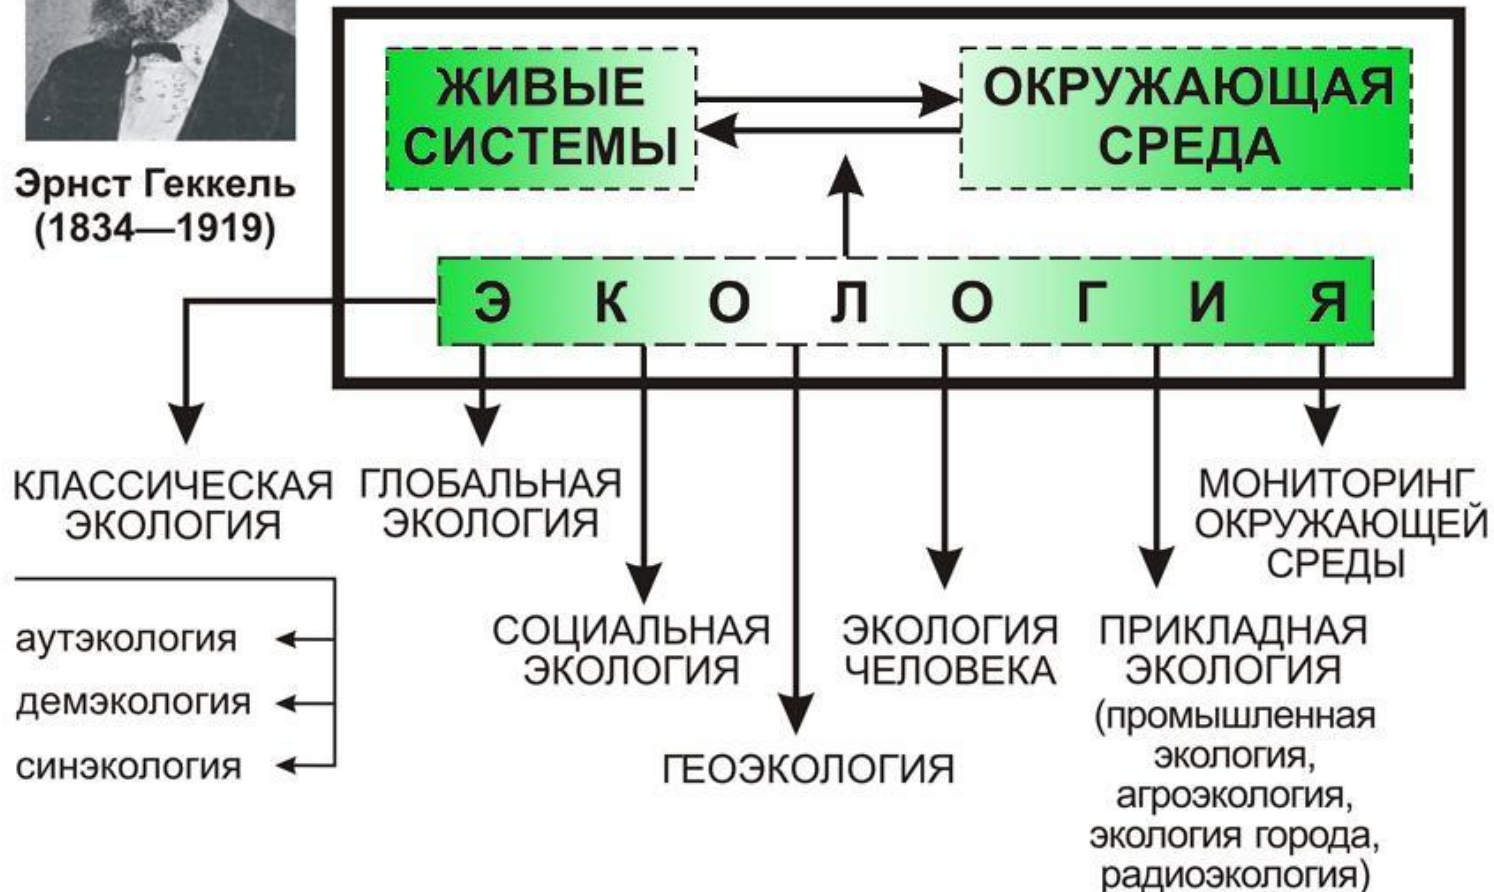 Эрнст Геккель
(1834—1919)
ЖИВЫЕ
СИСТЕМЫ
ОКРУЖАЮЩАЯ
СРЕДА
ЭКОЛОГИЯ
КЛАССИЧЕСКАЯ
ЭКОЛОГИЯ
аутэкология
демэкология
синэкология
ГЛОБАЛЬНАЯ
ЭКОЛОГИЯ
СОЦИАЛЬНАЯ
ЭКОЛОГИЯ
ГЕОЭКОЛОГИЯ
ЭКОЛОГИЯ
ЧЕЛОВЕКА
ПРИКЛАДНАЯ
ЭКОЛОГИЯ
(промышленная
экология,
агроэкология,
экология города,
радиоэкология)
МОНИТОРИНГ
ОКРУЖАЮЩЕЙ
СРЕДЫ